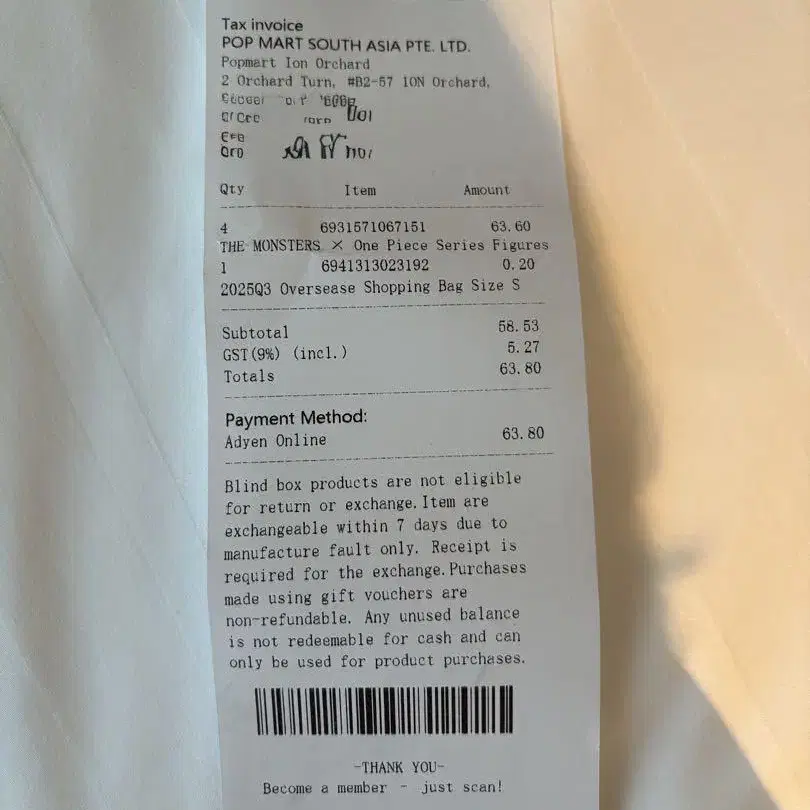 Tax invoice
POP MART SOUTH ASIA PTE. LTD.
Popmart Ion Orchard
2 Orchard Turn, #B2-57 ION Orchard,
Qty Item Amount
4 6931571067151 63.60
THE MONSTERS × One Piece Series Figures
1 6941313023192 0.20
2025Q3 Oversease Shopping Bag Size S
Subtotal 58.53
GST(9%) (incl.) 5.27
Totals 63.80
Payment Method:
Adyen Online 63.80
Blind box products are not eligible
for return or exchange. Item are
exchangeable within 7 days due to
manufacture fault only. Receipt is
required for the exchange. Purchases
made using gift vouchers are
non-refundable. Any unused balance
is not redeemable for cash and can
only be used for product purchases.
-THANK YOU-
Become a member - just scan!